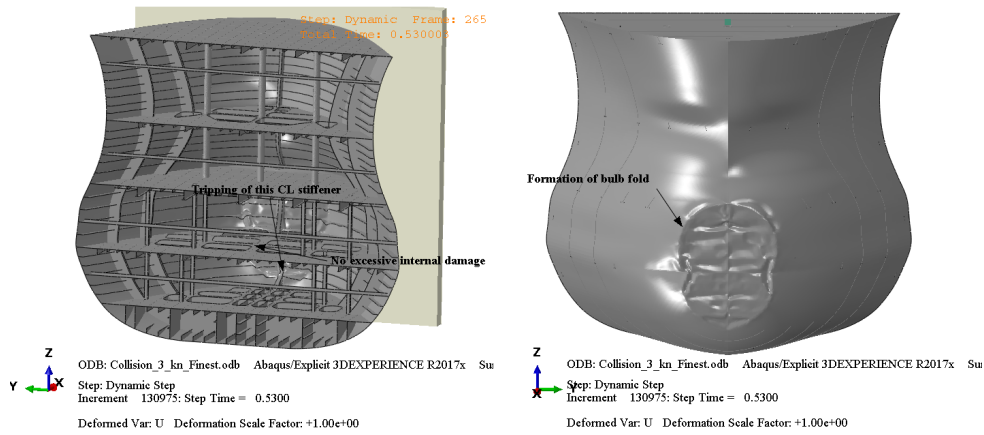 Step: Dynamic Frame: 265
Total Time: 0.530003
Tripping of this CL stiffener
No excessive internal damage
Z
Y
X
ODB: Collision_3_kn_Finest.odb Abaqus/Explicit 3DEXPERIENCE R2017x Su
Step: Dynamic Step
Increment 130975: Step Time = 0.5300
Deformed Var: U Deformation Scale Factor: +1.00e+00
Formation of bulb fold
Z
X
Y
ODB: Collision_3_kn_Finest.odb Abaqus/Explicit 3DEXPERIENCE R2017x Su
Step: Dynamic Step
Increment 130975: Step Time = 0.5300
Deformed Var: U Deformation Scale Factor: +1.00e+00